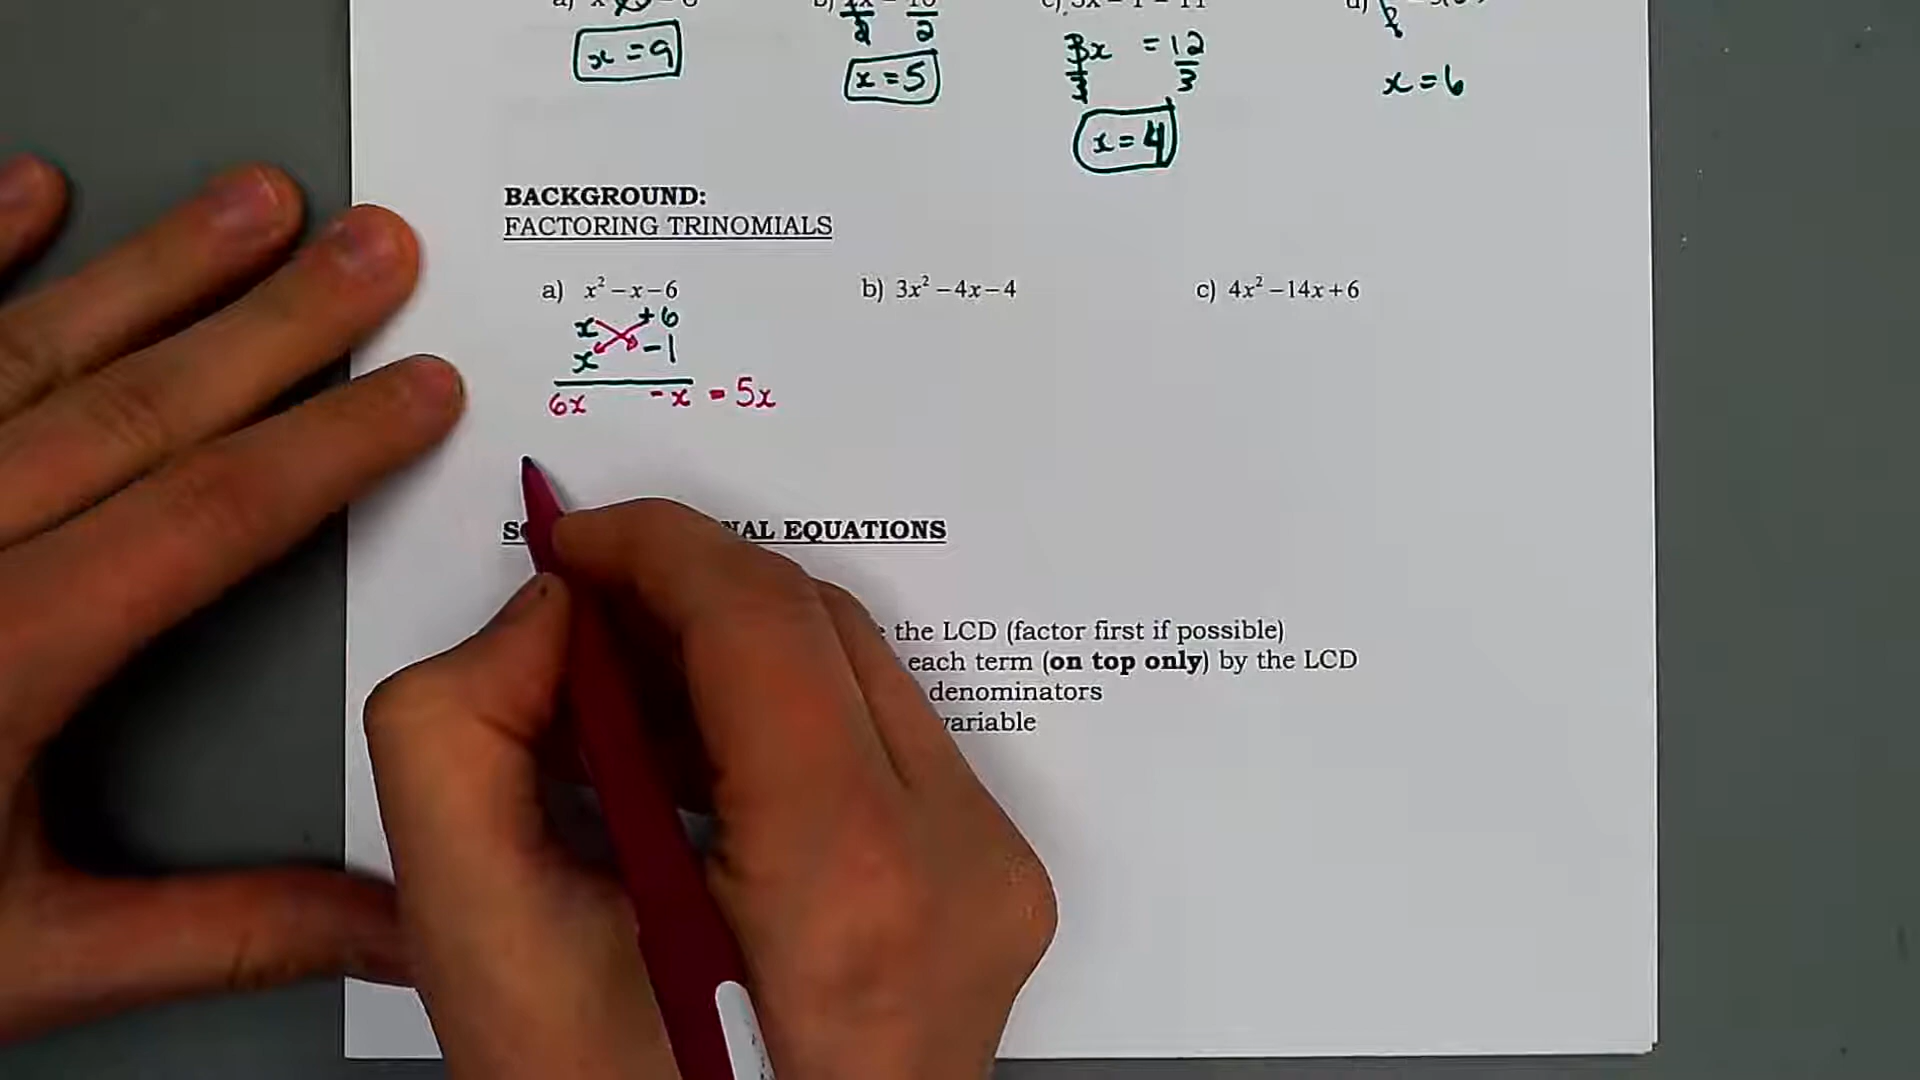 x = 9
x = 5
3x = 12
3 3
x = 4
x = 6
BACKGROUND:
FACTORING TRINOMIALS
a) x² − x − 6
b) 3x² − 4x − 4
c) 4x² − 14x + 6
x +6
x −1
6x −x = 5x
EQUATIONS
the LCD (factor first if possible)
each term (on top only) by the LCD
denominators
variable